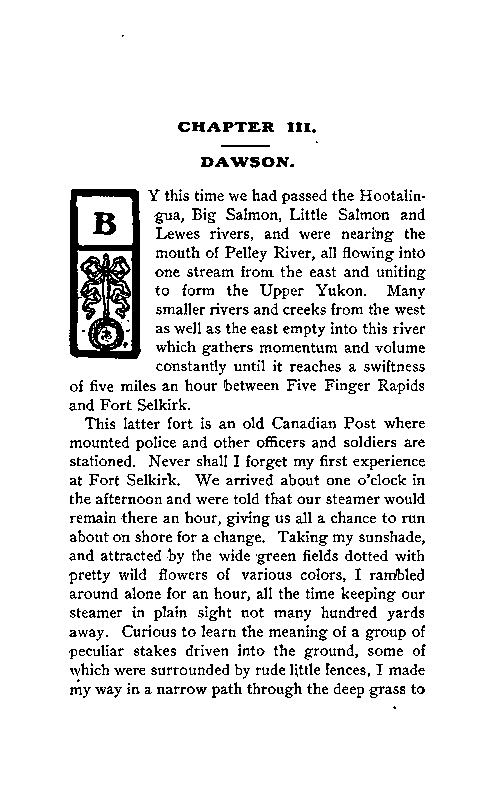 CHAPTER III.
DAWSON.
BY this time we had passed the Hootalin-
gua, Big Salmon, Little Salmon and
Lewes rivers, and were nearing the
mouth of Pelley River, all flowing into
one stream from the east and uniting
to form the Upper Yukon. Many
smaller rivers and creeks from the west
as well as the east empty into this river
which gathers momentum and volume
constantly until it reaches a swiftness
of five miles an hour between Five Finger Rapids
and Fort Selkirk.
This latter fort is an old Canadian Post where
mounted police and other officers and soldiers are
stationed. Never shall I forget my first experience
at Fort Selkirk. We arrived about one o'clock in
the afternoon and were told that our steamer would
remain there an hour, giving us all a chance to run
about on shore for a change. Taking my sunshade,
and attracted by the wide green fields dotted with
pretty wild flowers of various colors, I rambled
around alone for an hour, all the time keeping our
steamer in plain sight not many hundred yards
away. Curious to learn the meaning of a group of
peculiar stakes driven into the ground, some of
which were surrounded by rude little fences, I made
my way in a narrow path through the deep grass to